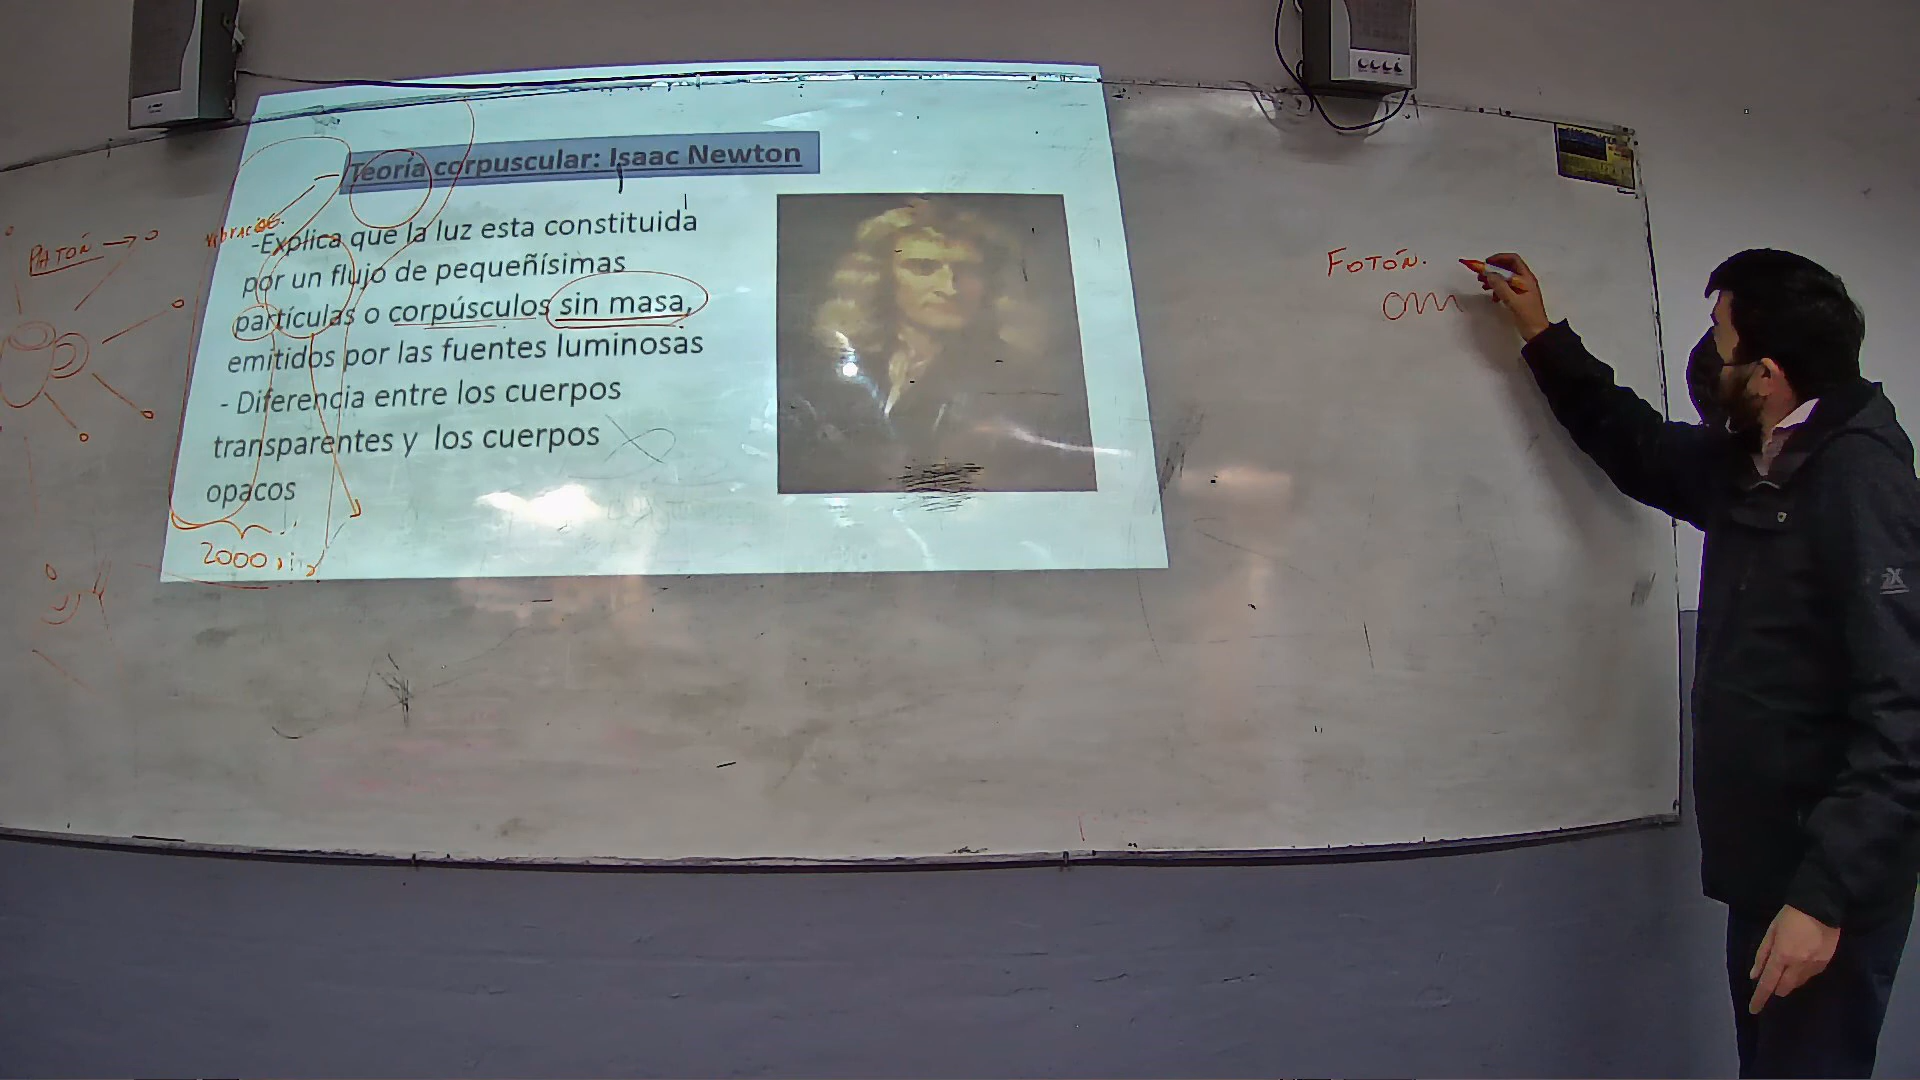 Teoría corpuscular: Isaac Newton
-Explica que la luz esta constituida
por un flujo de pequeñísimas
partículas o corpúsculos sin masa,
emitidos por las fuentes luminosas
- Diferencia entre los cuerpos
transparentes y los cuerpos
opacos
2000
FOTÓN.